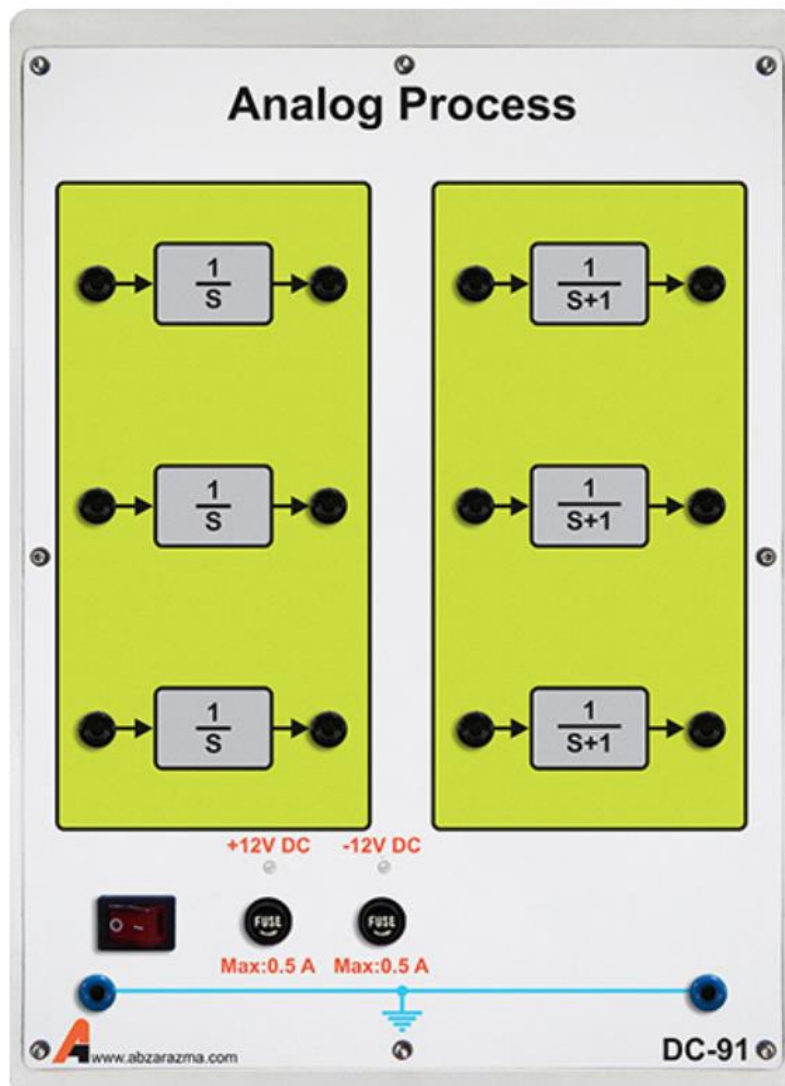 Analog Process
1
S
1
S+1
1
S
1
S+1
1
S
1
S+1
+12V DC -12V DC
O -
FUSE FUSE
Max:0.5 A Max:0.5 A
www.abzarazma.com
DC-91